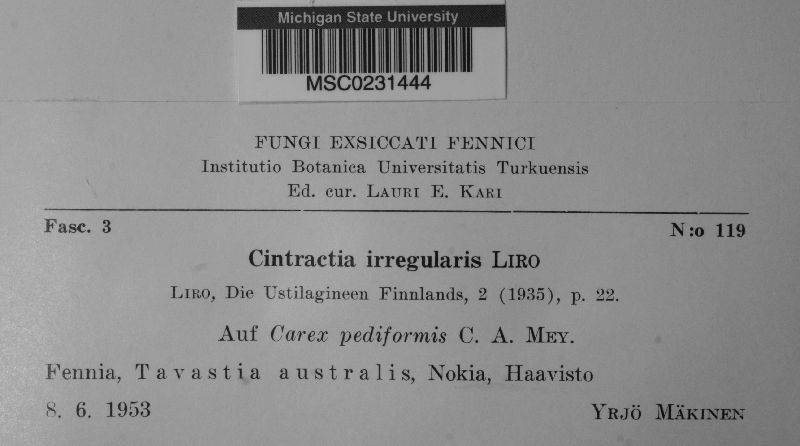 Michigan State University
MSC0231444
FUNGI EXSICCATI FENNICI
Institutio Botanica Universitatis Turkuensis
Ed. cur. LAURI E. KARI
Fasc. 3 N:o 119
Cintractia irregularis LIRO
LIRO, Die Ustilagineen Finnlands, 2 (1935), p. 22.
Auf Carex pediformis C. A. MEY.
Fennia, Tavastia australis, Nokia, Haavisto
8. 6. 1953 YRJÖ MÄKINEN